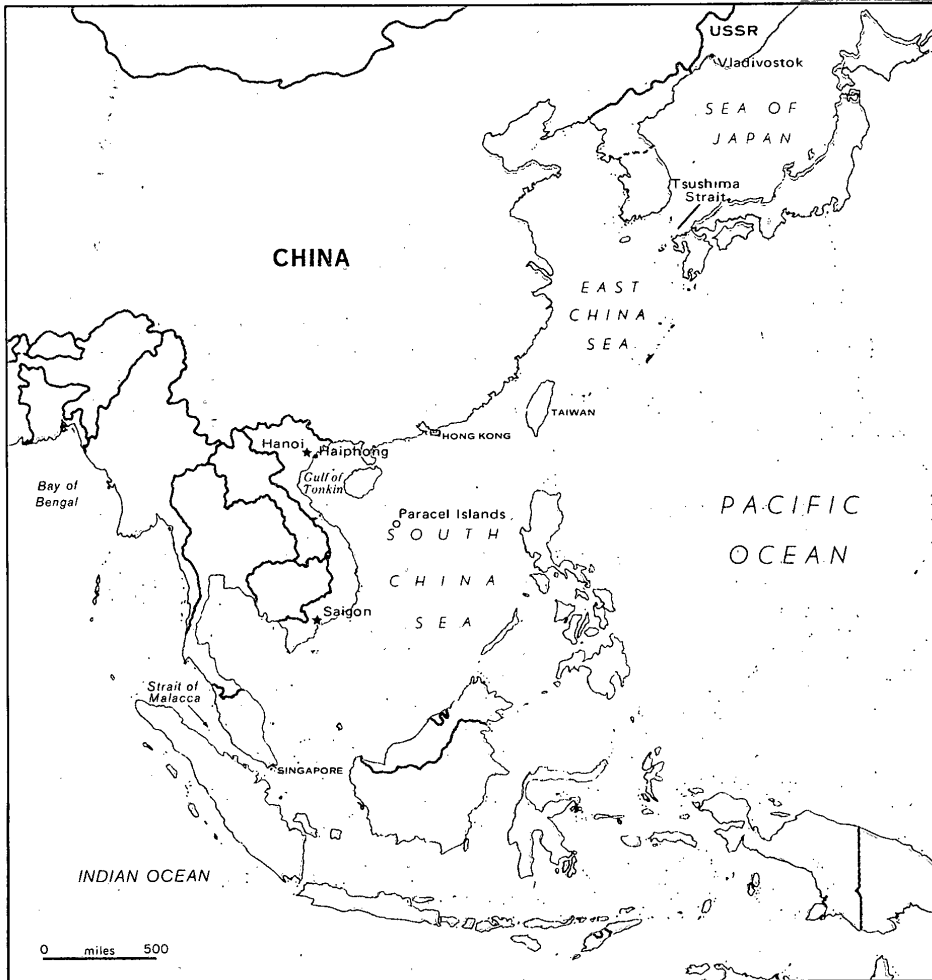 USSR
Vladivostok
SEA OF
JAPAN
Tsushima
Strait
CHINA
EAST
CHINA
SEA
TAIWAN
HONG KONG
Hanoi
Haiphong
Gulf of
Tonkin
Bay of
Bengal
Paracel Islands
SOUTH
CHINA
SEA
PACIFIC
OCEAN
Saigon
Strait of
Malacca
SINGAPORE
INDIAN OCEAN
0 miles 500